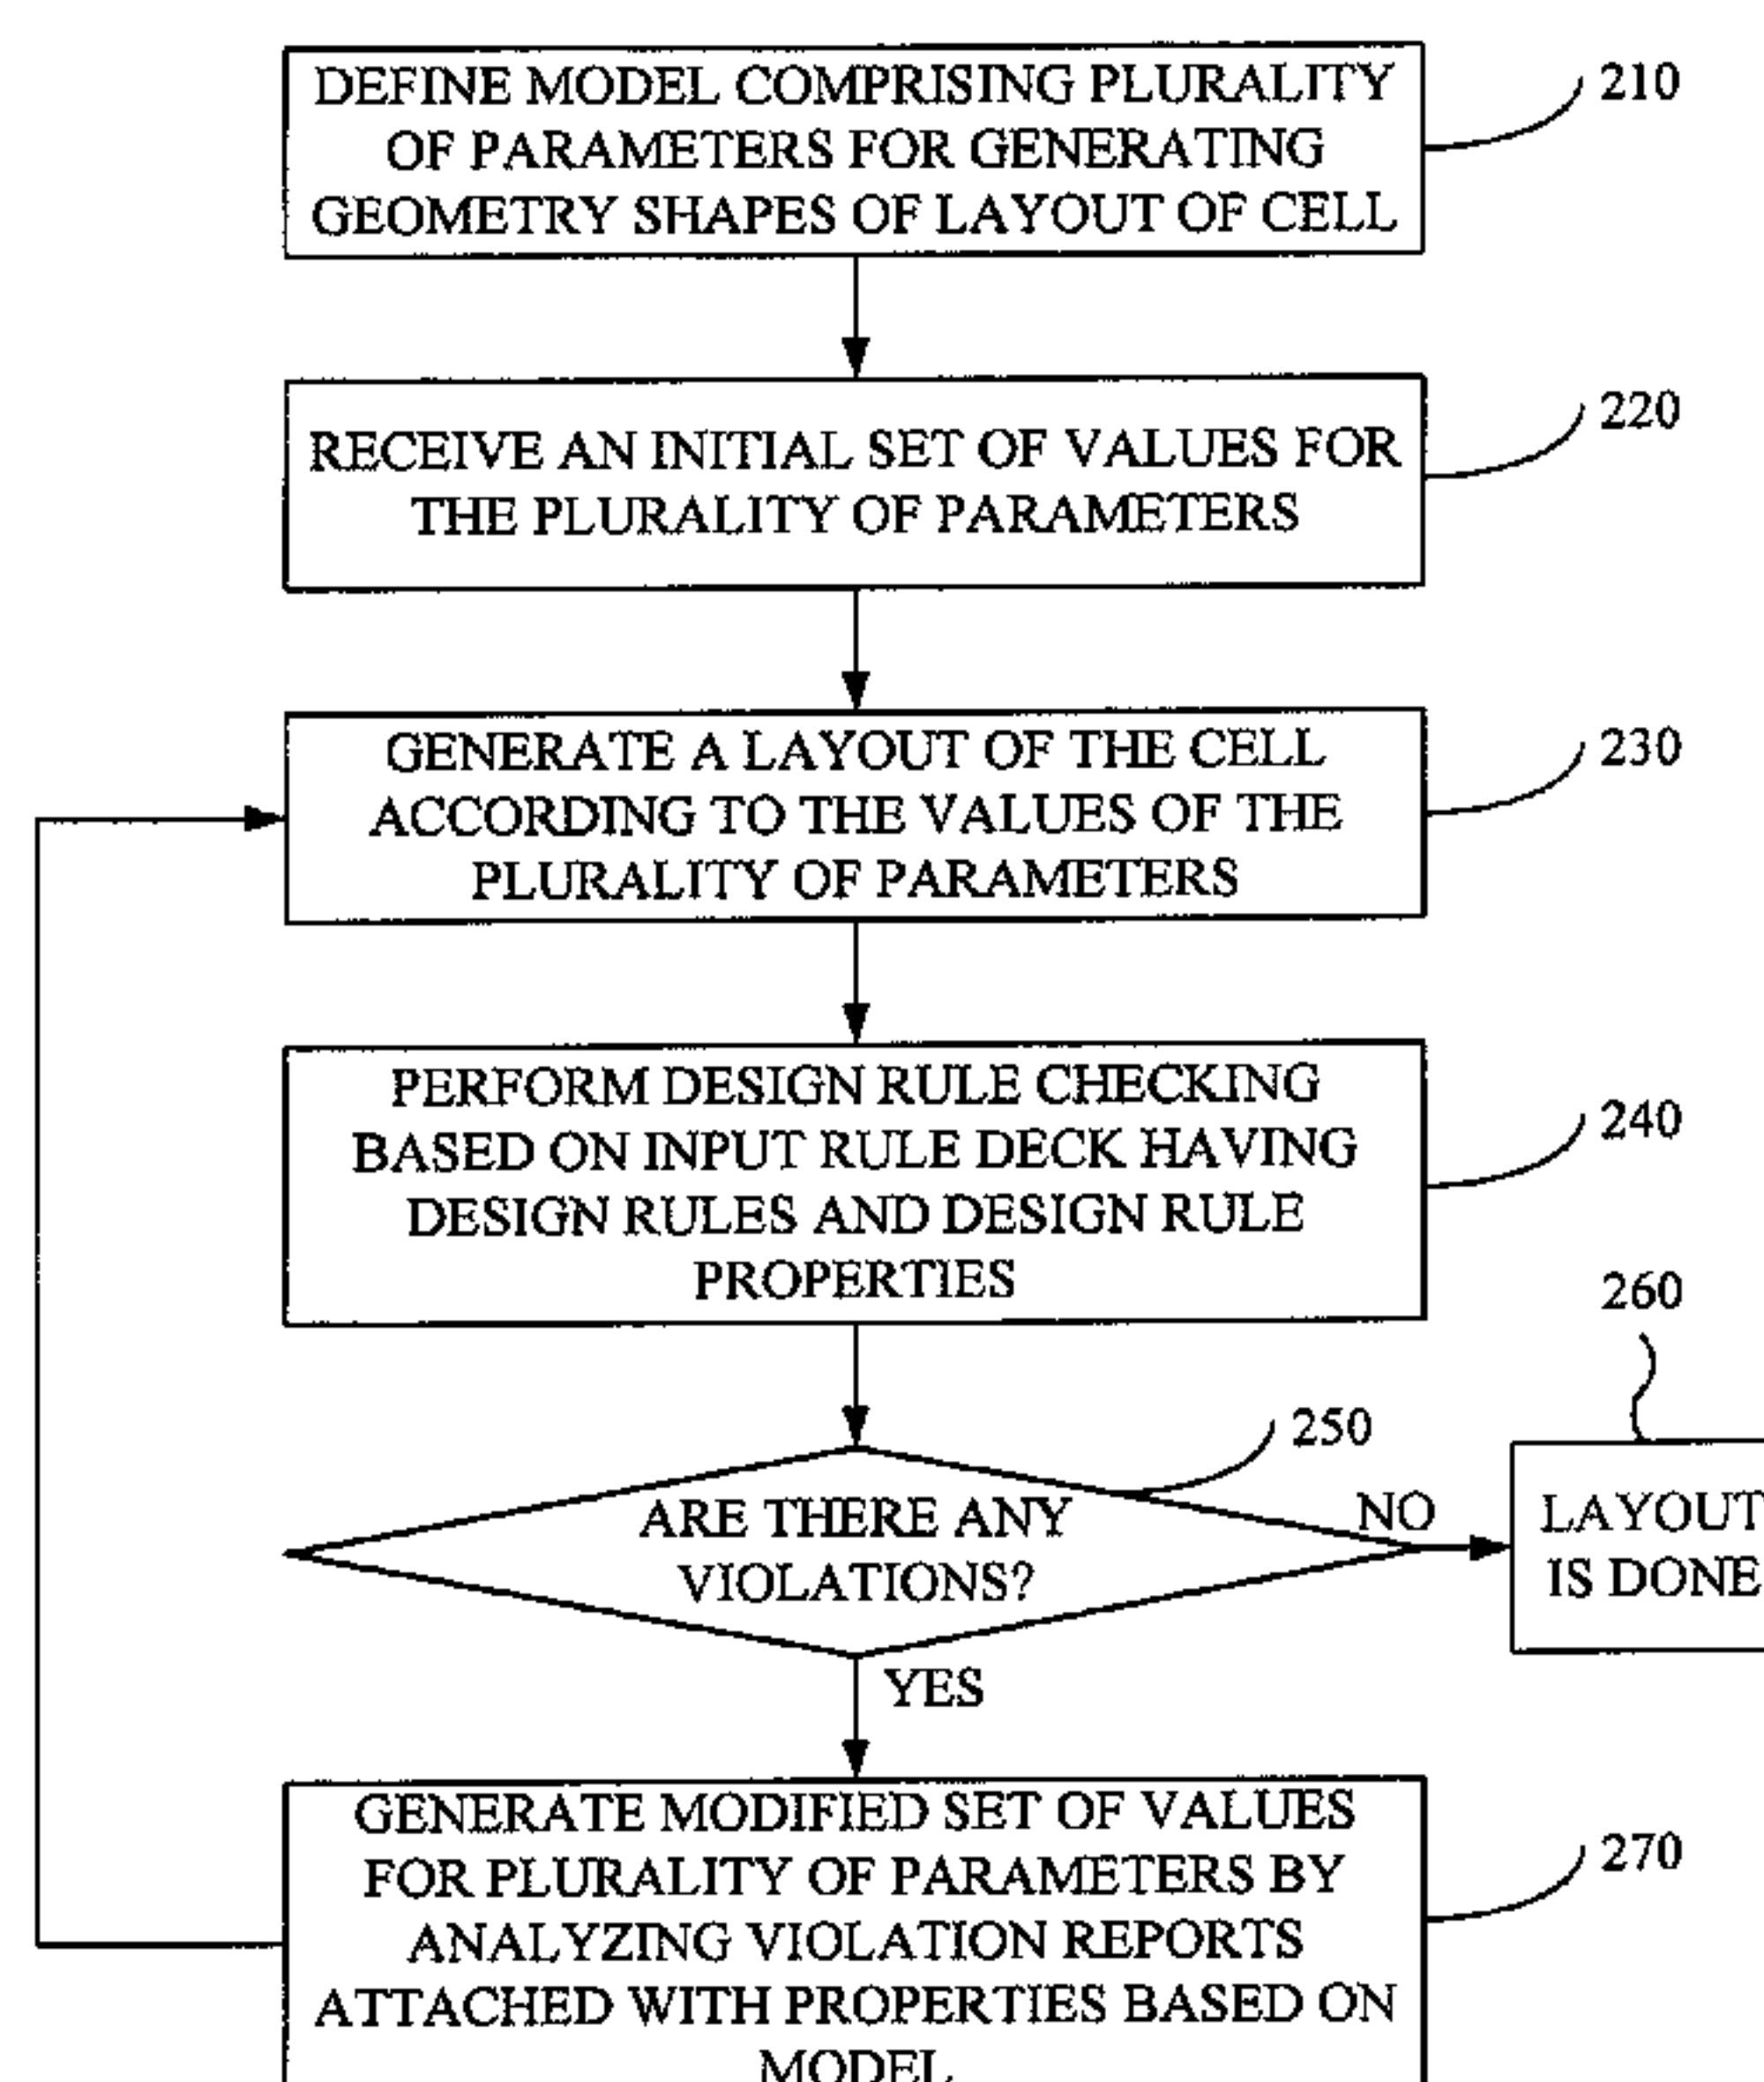 DEFINE MODEL COMPRISING PLURALITY
OF PARAMETERS FOR GENERATING
GEOMETRY SHAPES OF LAYOUT OF CELL
210
RECEIVE AN INITIAL SET OF VALUES FOR
THE PLURALITY OF PARAMETERS
220
GENERATE A LAYOUT OF THE CELL
ACCORDING TO THE VALUES OF THE
PLURALITY OF PARAMETERS
230
PERFORM DESIGN RULE CHECKING
BASED ON INPUT RULE DECK HAVING
DESIGN RULES AND DESIGN RULE
PROPERTIES
240
ARE THERE ANY
VIOLATIONS?
250
NO
260
LAYOUT
IS DONE
YES
GENERATE MODIFIED SET OF VALUES
FOR PLURALITY OF PARAMETERS BY
ANALYZING VIOLATION REPORTS
ATTACHED WITH PROPERTIES BASED ON
MODEL
270